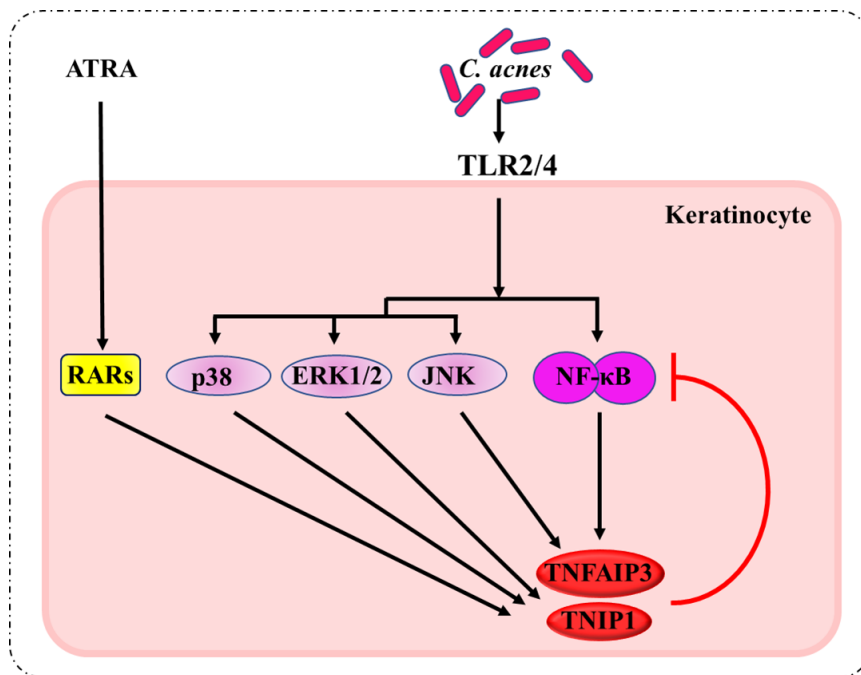 ATRA
C. acnes
TLR2/4
Keratinocyte
RARs
p38
ERK1/2
JNK
NF-κB
TNFAIP3
TNIP1